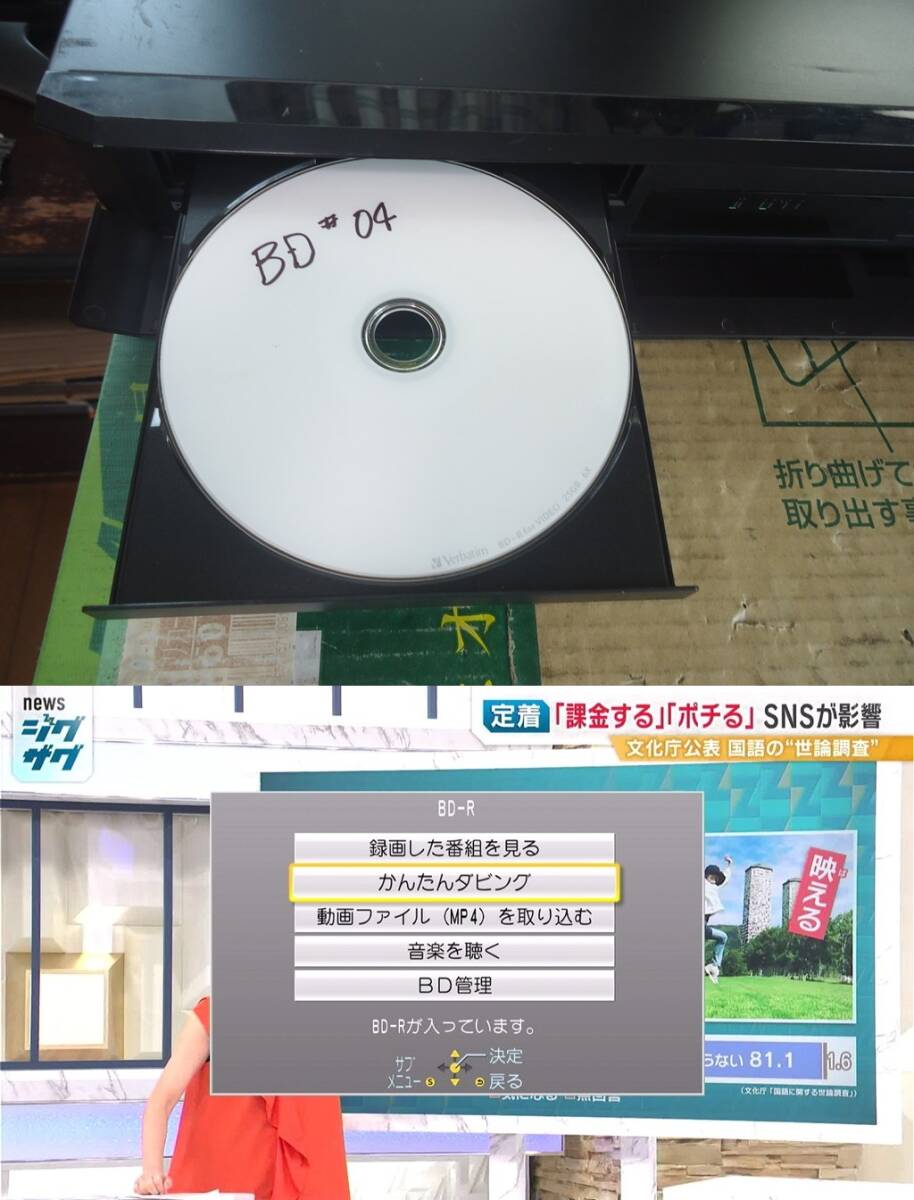 BD #04
Verbatim BD-R for VIDEO 25GB 6X
折り曲げて
取り出す
オ
news
ジグ
ザグ
定着 「課金する」「ポチる」 SNSが影響
文化庁公表 国語の“世論調査”
BD-R
録画した番組を見る
かんたんダビング
動画ファイル（MP4）を取り込む
音楽を聴く
BD管理
BD-Rが入っています。
サブ
メニュー S
決定
戻る
映える
は
らない 81.1
1.6
（文化庁「国語に関する世論調査」）